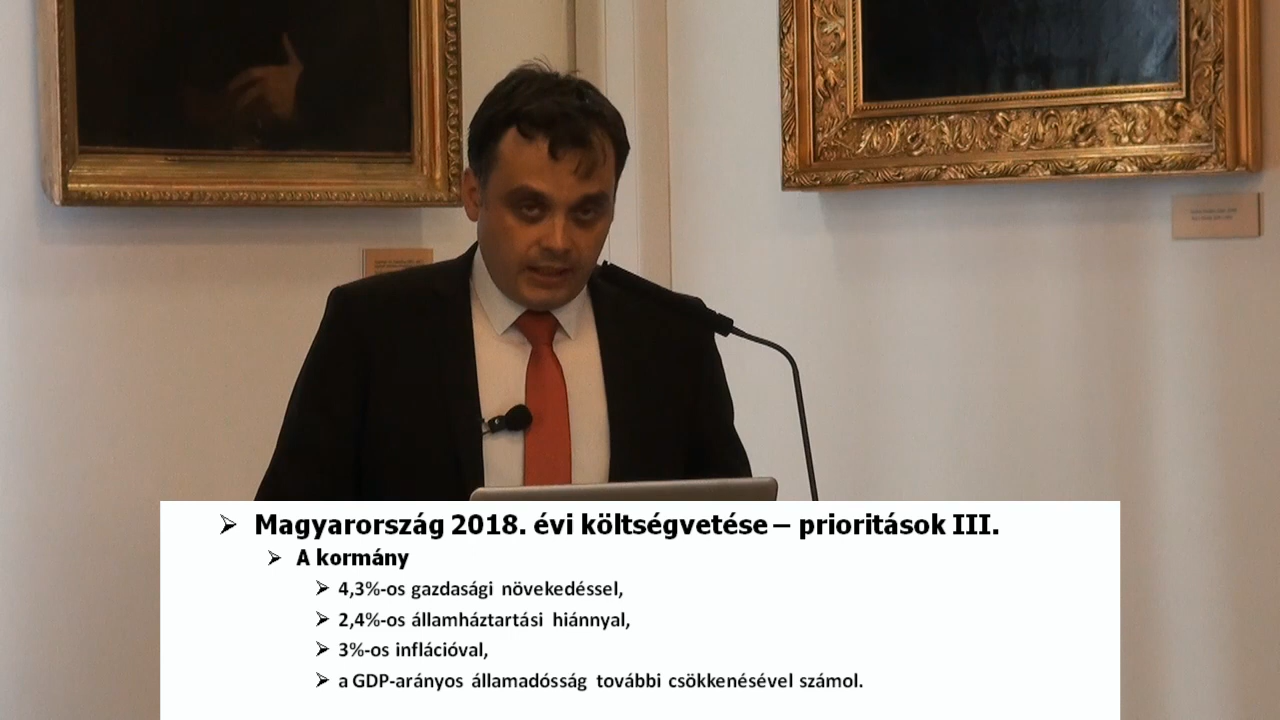 Magyarország 2018. évi költségvetése – prioritások III.
A kormány
4,3%-os gazdasági növekedéssel,
2,4%-os államháztartási hiánnyal,
3%-os inflációval,
a GDP-arányos államadósság további csökkenésével számol.